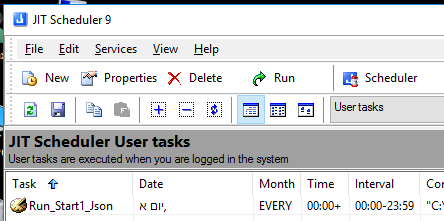 JIT Scheduler 9
File Edit Services View Help
New Properties Delete Run Scheduler
User tasks
JIT Scheduler User tasks
User tasks are executed when you are logged in the system
Task Date Month Time Interval Co
Run_Start1_Json יום א, EVERY 00:00+ 00:00-23:59 "C:\